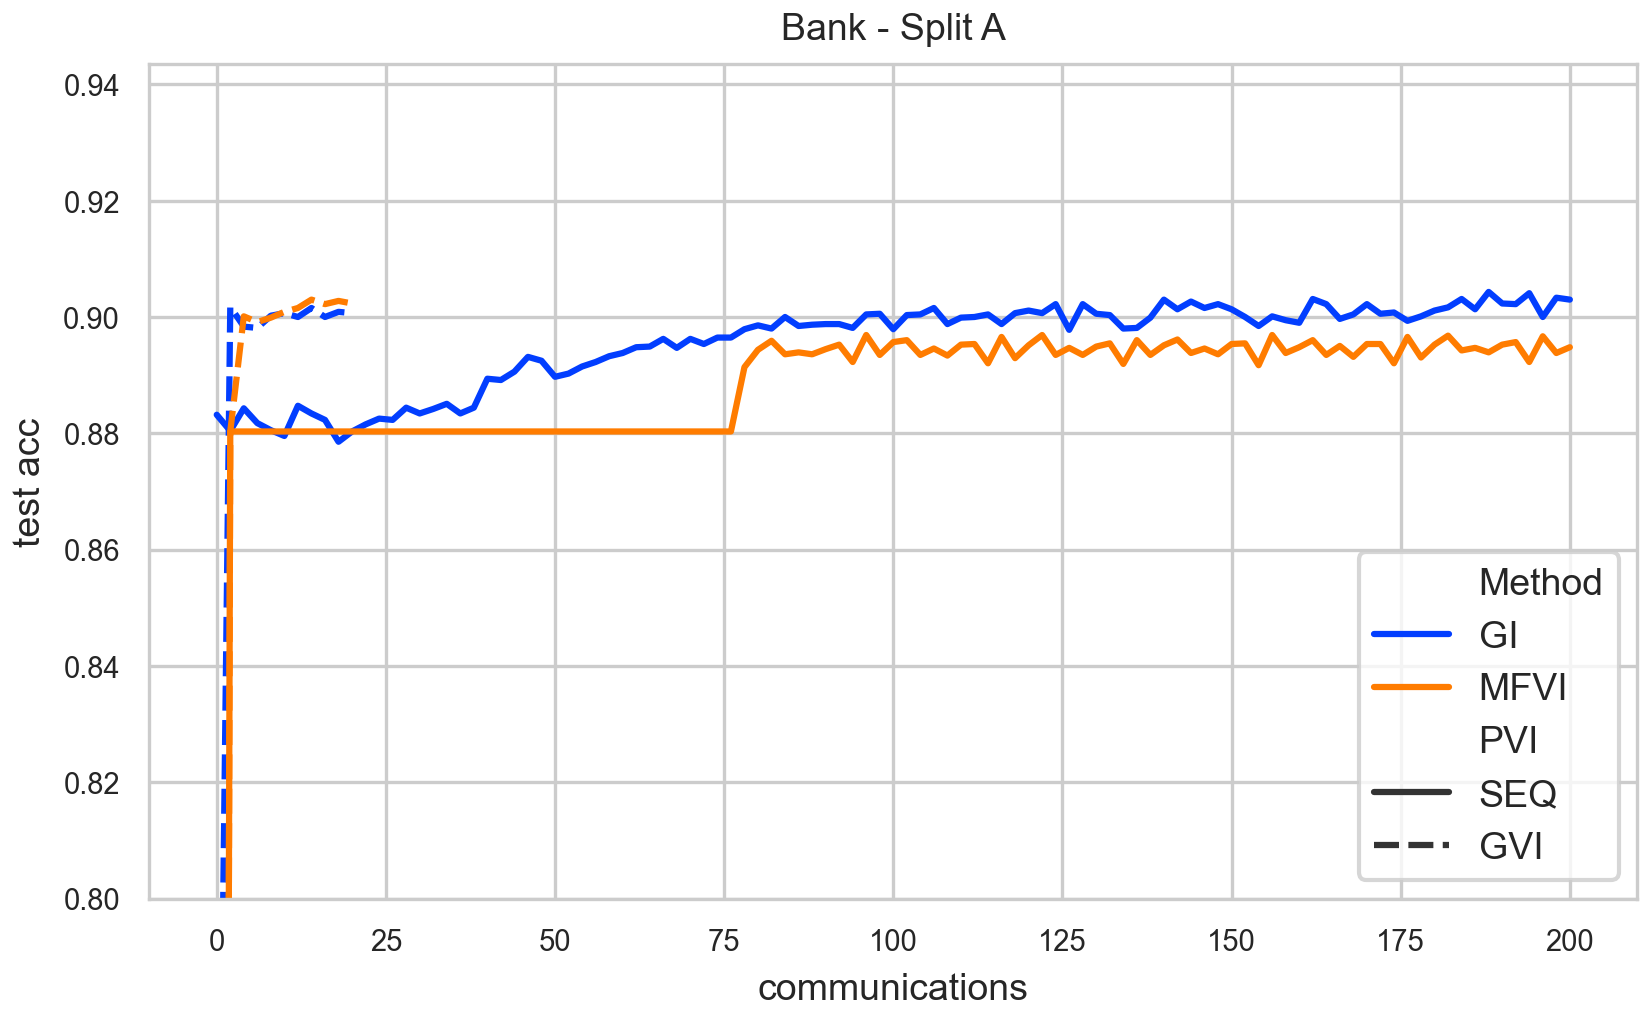 Bank - Split A
0.94
0.92
0.90
0.88
0.86
0.84
0.82
0.80
test acc
0 25 50 75 100 125 150 175 200
communications
Method
GI
MFVI
PVI
SEQ
GVI